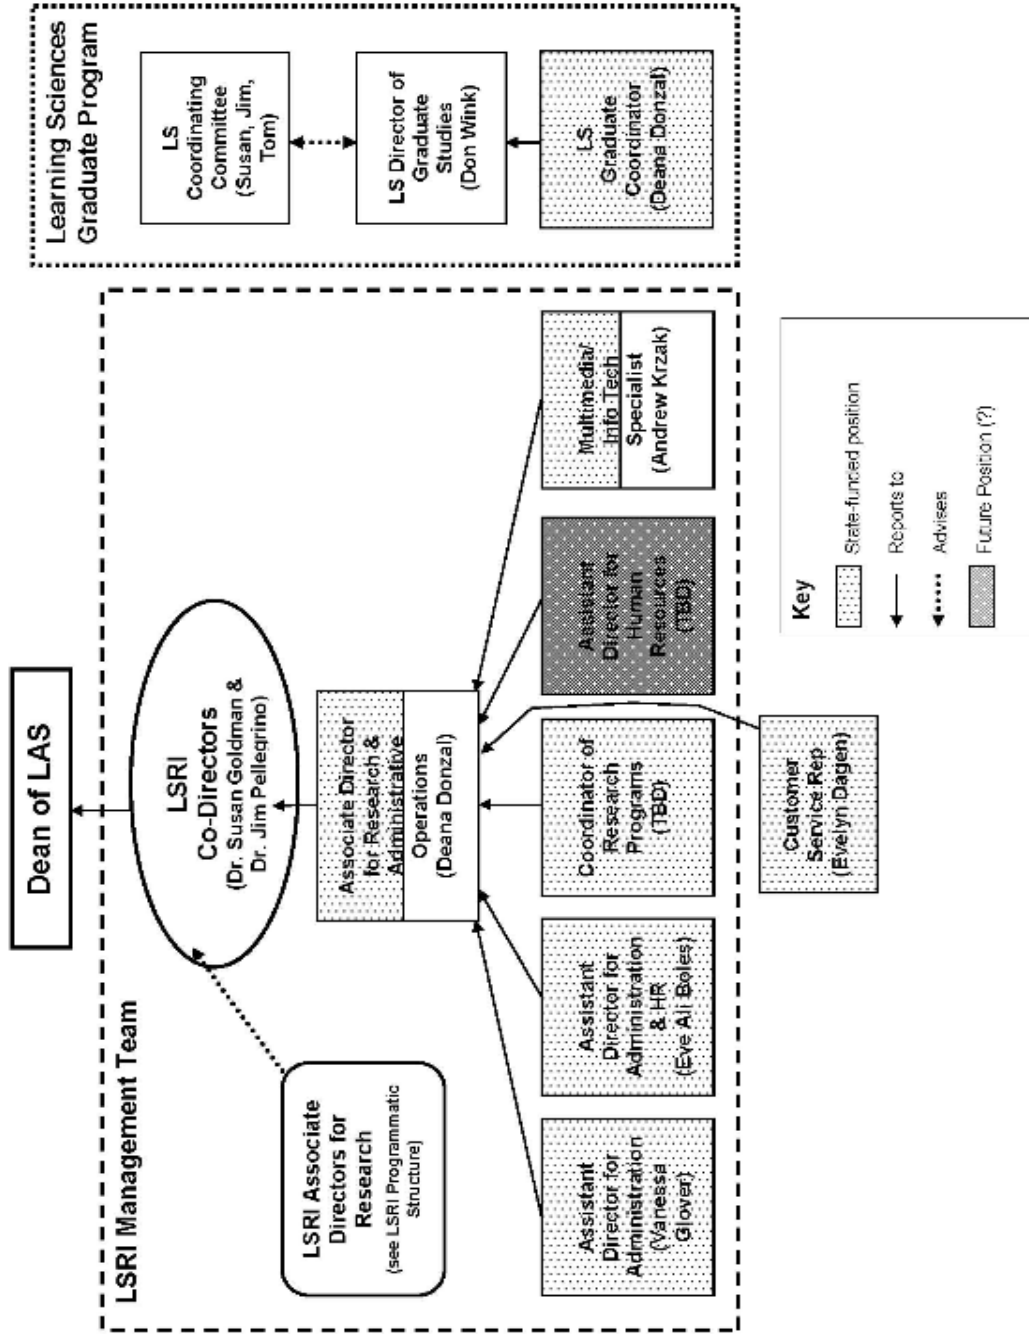 Dean of LAS
LSRI Management Team
LSRI
Co-Directors
(Dr. Susan Goldman &
Dr. Jim Pellegrino)
LSRI Associate
Directors for
Research
(see LSRI Programmatic
Structure)
Associate Director
for Research &
Administrative
Operations
(Deana Donzal)
Assistant
Director for
Administration
(Vanessa
Glover)
Assistant
Director for
Administration
& HR
(Eve Ali Boles)
Coordinator of
Research
Programs
(TBD)
Assistant
Director for
Human
Resources
(TBD)
Multimedia/
Info Tech
Specialist
(Andrew Krzak)
Customer
Service Rep
(Evelyn Dagen)
Learning Sciences
Graduate Program
LS
Coordinating
Committee
(Susan, Jim,
Tom)
LS Director of
Graduate
Studies
(Don Wink)
LS
Graduate
Coordinator
(Deana Donzal)
Key
State-funded position
Reports to
Advises
Future Position (?)